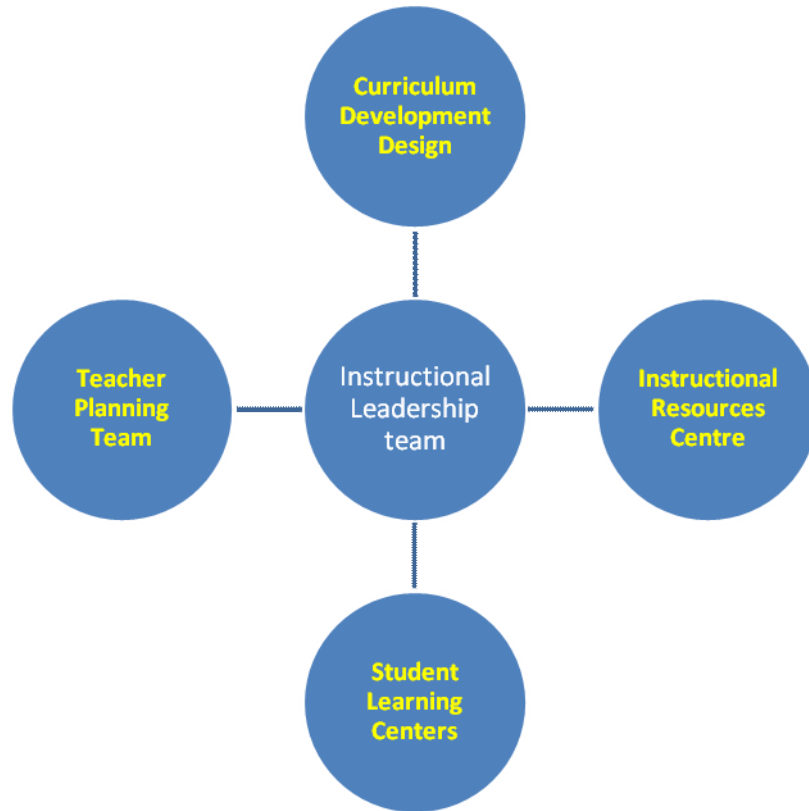 Curriculum
Development
Design
Teacher
Planning
Team
Instructional
Leadership
team
Instructional
Resources
Centre
Student
Learning
Centers